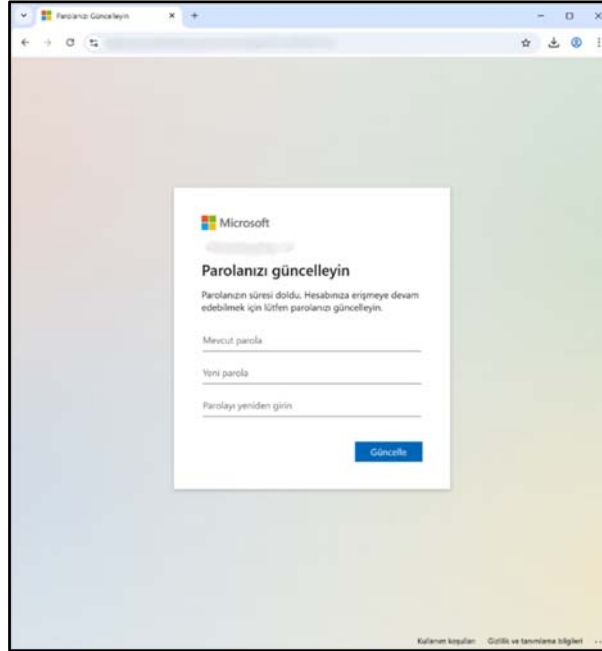 Parolanızı Güncelleyin
Microsoft
Parolanızı güncelleyin
Parolanızın süresi doldu. Hesabınıza erişmeye devam
edebilmek için lütfen parolanızı güncelleyin.
Mevcut parola
Yeni parola
Parolayı yeniden girin
Güncelle
Kullanım koşulları Gizlilik ve tanımlama bilgileri ...